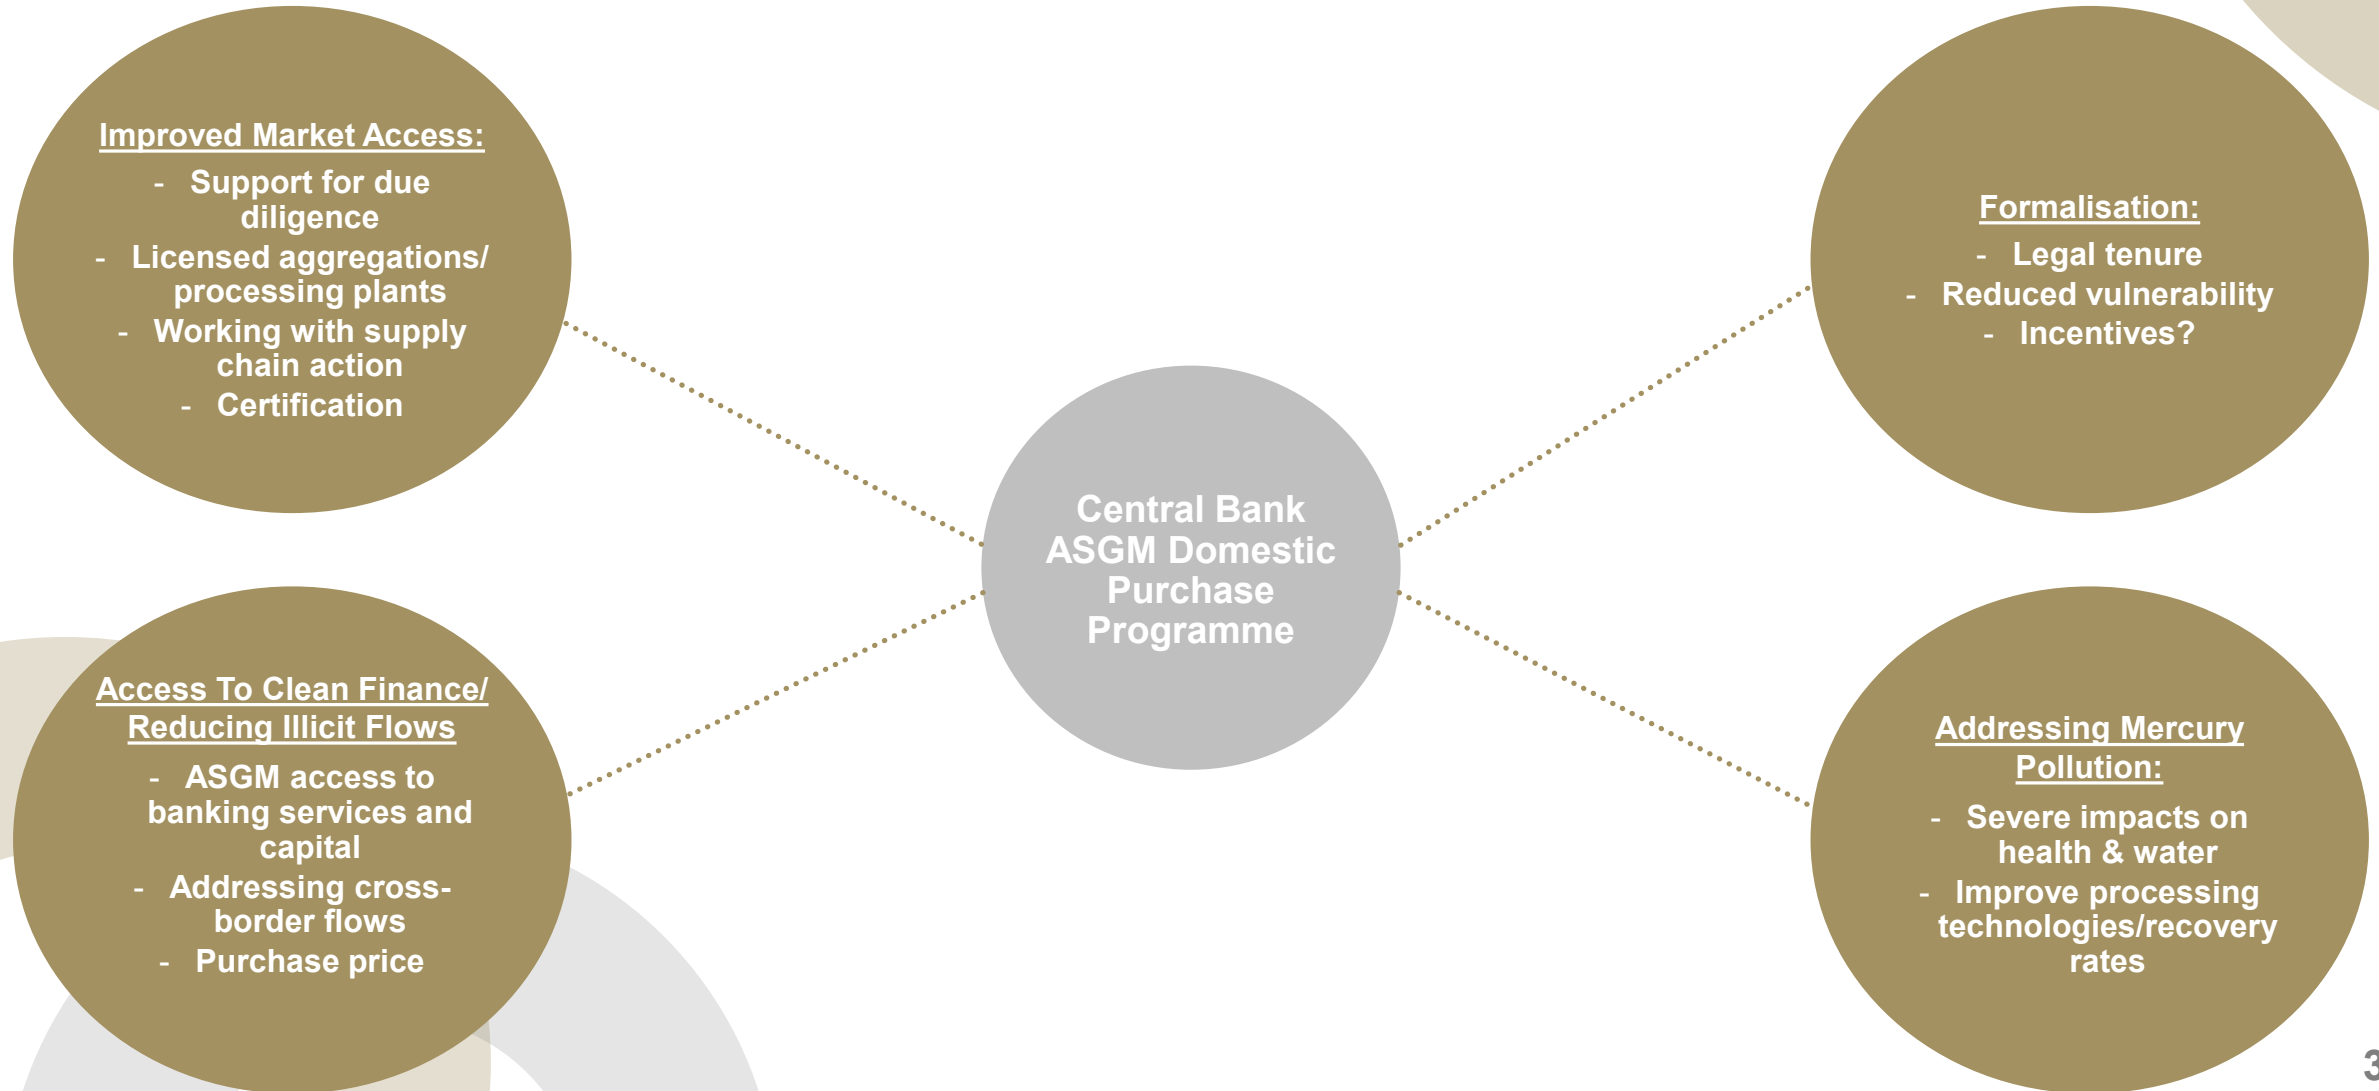 Improved Market Access:
- Support for due
diligence
- Licensed aggregations/
processing plants
- Working with supply
chain action
- Certification
Formalisation:
- Legal tenure
- Reduced vulnerability
- Incentives?
Central Bank
ASGM Domestic
Purchase
Programme
Access To Clean Finance/
Reducing Illicit Flows
- ASGM access to
banking services and
capital
- Addressing cross-
border flows
- Purchase price
Addressing Mercury
Pollution:
- Severe impacts on
health & water
- Improve processing
technologies/recovery
rates
3